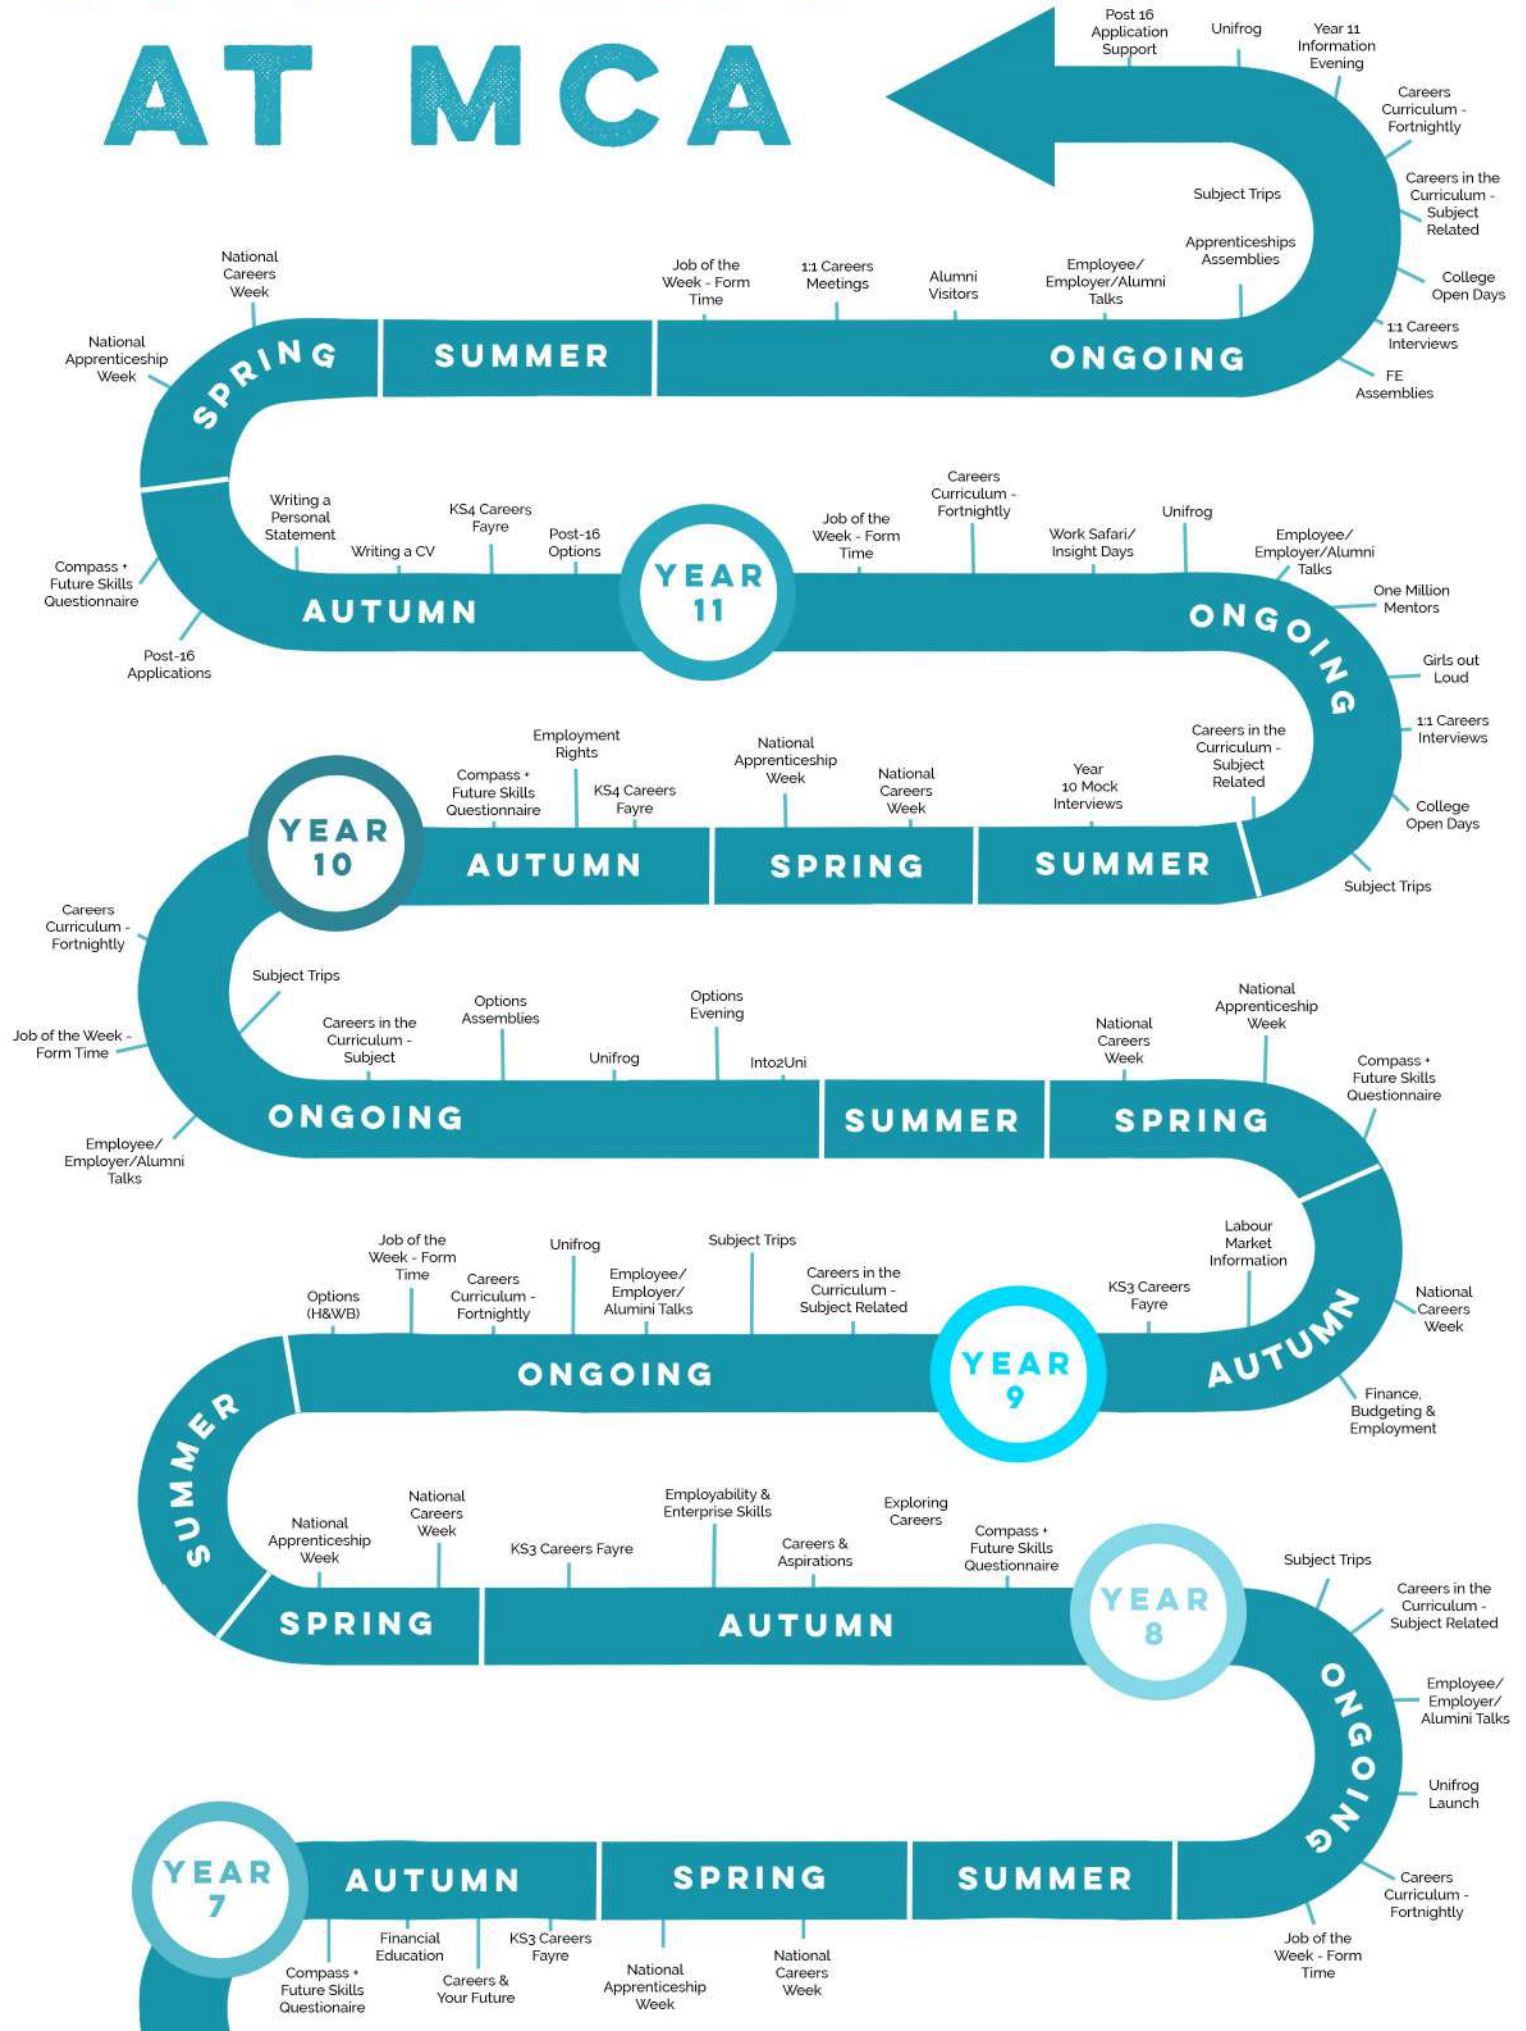 AT MCA
Post 16
Application
Support
Unifrog
Year 11
Information
Evening
Careers
Curriculum -
Fortnightly
Careers in the
Curriculum -
Subject
Related
Subject Trips
Apprenticeships
Assemblies
College
Open Days
1:1 Careers
Interviews
FE
Assemblies
National
Careers
Week
Job of the
Week - Form
Time
1:1 Careers
Meetings
Alumni
Visitors
Employee/
Employer/Alumni
Talks
National
Apprenticeship
Week
SPRING
SUMMER
ONGOING
Writing a
Personal
Statement
Writing a CV
KS4 Careers
Fayre
Post-16
Options
Compass +
Future Skills
Questionnaire
Post-16
Applications
AUTUMN
YEAR
11
Job of the
Week - Form
Time
Careers
Curriculum -
Fortnightly
Work Safari/
Insight Days
Unifrog
Employee/
Employer/Alumni
Talks
One Million
Mentors
Girls out
Loud
1:1 Careers
Interviews
College
Open Days
Subject Trips
ONGOING
YEAR
10
Compass +
Future Skills
Questionnaire
Employment
Rights
KS4 Careers
Fayre
National
Apprenticeship
Week
National
Careers
Week
Year
10 Mock
Interviews
Careers in the
Curriculum -
Subject
Related
AUTUMN
SPRING
SUMMER
Careers
Curriculum -
Fortnightly
Job of the Week -
Form Time
Employee/
Employer/Alumni
Talks
Subject Trips
Careers in the
Curriculum -
Subject
Options
Assemblies
Unifrog
Options
Evening
Into2Uni
National
Careers
Week
National
Apprenticeship
Week
Compass +
Future Skills
Questionnaire
ONGOING
SUMMER
SPRING
Options
(H&WB)
Job of the
Week - Form
Time
Careers
Curriculum -
Fortnightly
Unifrog
Employee/
Employer/
Alumini Talks
Subject Trips
Careers in the
Curriculum -
Subject Related
KS3 Careers
Fayre
Labour
Market
Information
National
Careers
Week
Finance,
Budgeting &
Employment
ONGOING
YEAR
9
AUTUMN
SUMMER
National
Apprenticeship
Week
National
Careers
Week
KS3 Careers Fayre
Employability &
Enterprise Skills
Careers &
Aspirations
Exploring
Careers
Compass +
Future Skills
Questionnaire
SPRING
AUTUMN
YEAR
8
Subject Trips
Careers in the
Curriculum -
Subject Related
Employee/
Employer/
Alumini Talks
Unifrog
Launch
Careers
Curriculum -
Fortnightly
Job of the
Week - Form
Time
ONGOING
YEAR
7
AUTUMN
SPRING
SUMMER
Compass +
Future Skills
Questionaire
Financial
Education
Careers &
Your Future
KS3 Careers
Fayre
National
Apprenticeship
Week
National
Careers
Week